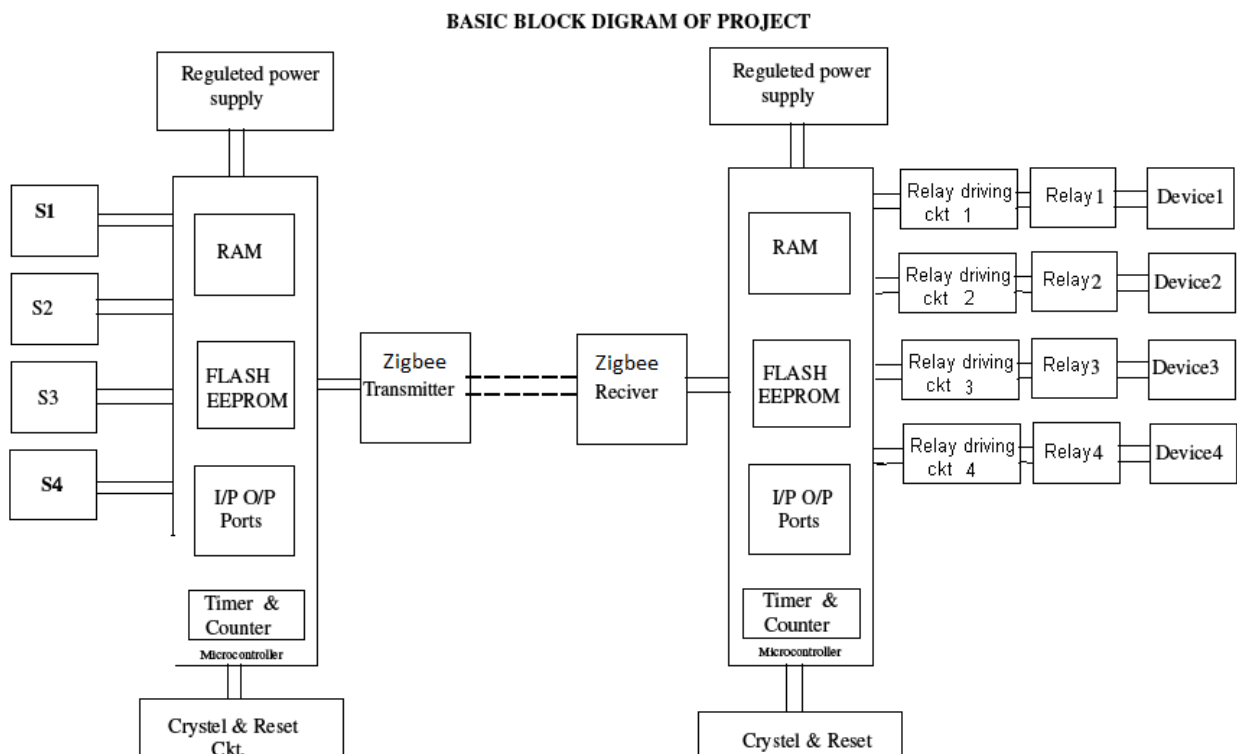 BASIC BLOCK DIGRAM OF PROJECT
Reguleted power
supply
S1
S2
S3
S4
RAM
FLASH
EEPROM
I/P O/P
Ports
Timer &
Counter
Microcontroller
Crystel & Reset
Ckt.
Zigbee
Transmitter
Zigbee
Reciver
Reguleted power
supply
RAM
FLASH
EEPROM
I/P O/P
Ports
Timer &
Counter
Microcontroller
Crystel & Reset
Relay driving
ckt 1
Relay1
Device1
Relay driving
ckt 2
Relay2
Device2
Relay driving
ckt 3
Relay3
Device3
Relay driving
ckt 4
Relay4
Device4